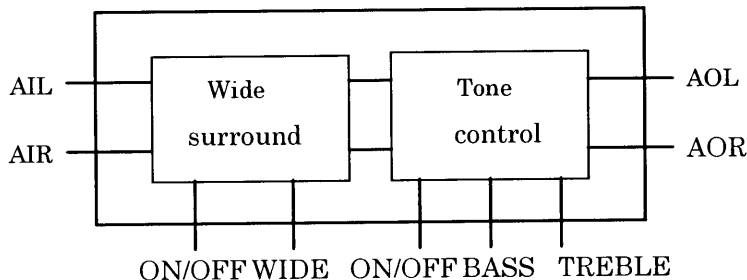 Wide
surround
Tone
control
AIL
AIR
AOL
AOR
ON/OFF WIDE ON/OFF BASS TREBLE